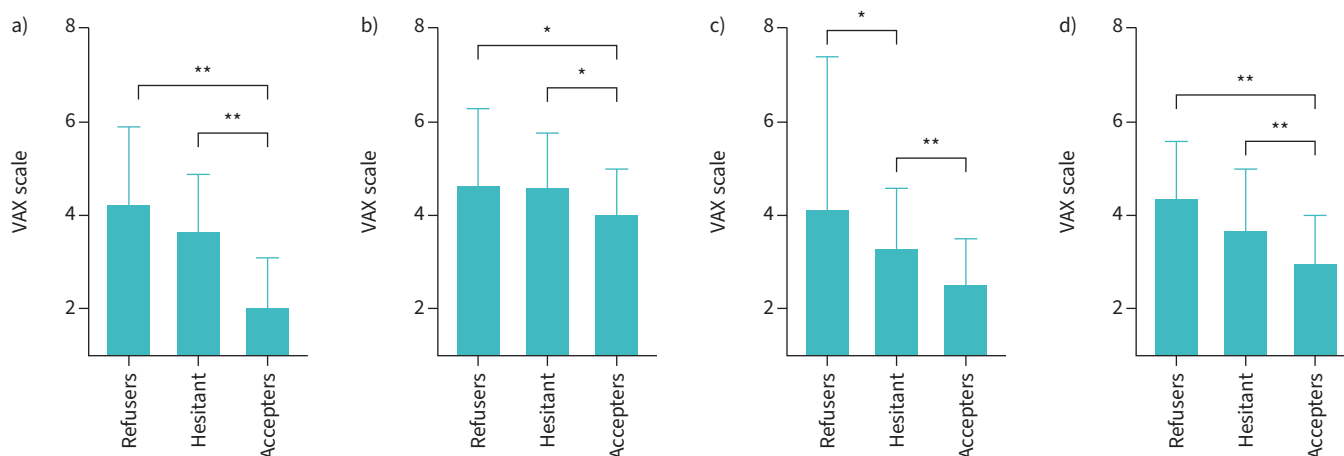 a)
8
6
4
2
VAX scale
**
**
Refusers
Hesitant
Accepters
b)
8
6
4
2
VAX scale
*
*
Refusers
Hesitant
Accepters
c)
8
6
4
2
VAX scale
*
**
Refusers
Hesitant
Accepters
d)
8
6
4
2
VAX scale
**
**
Refusers
Hesitant
Accepters